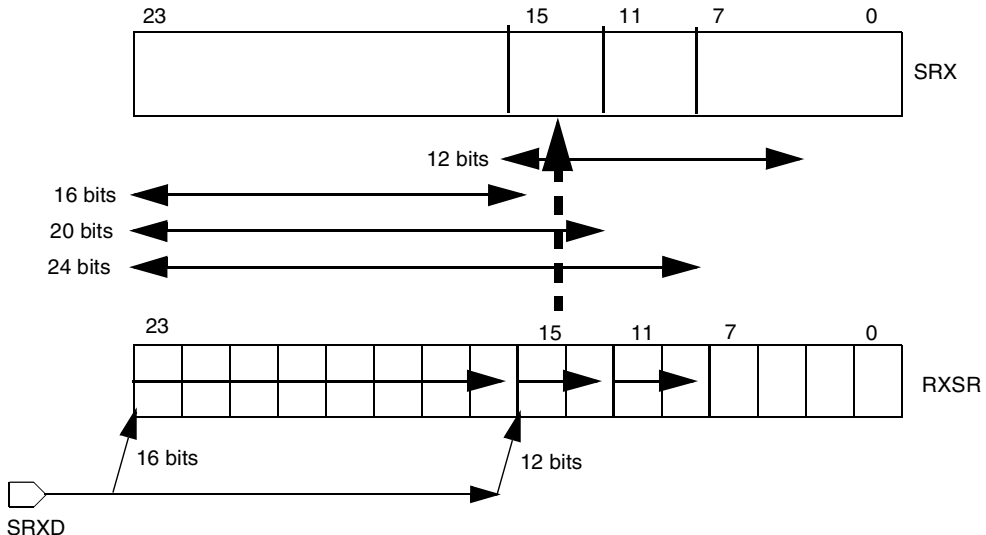 23 15 11 7 0
SRX
12 bits
16 bits
20 bits
24 bits
23 15 11 7 0
RXSR
16 bits 12 bits
SRXD